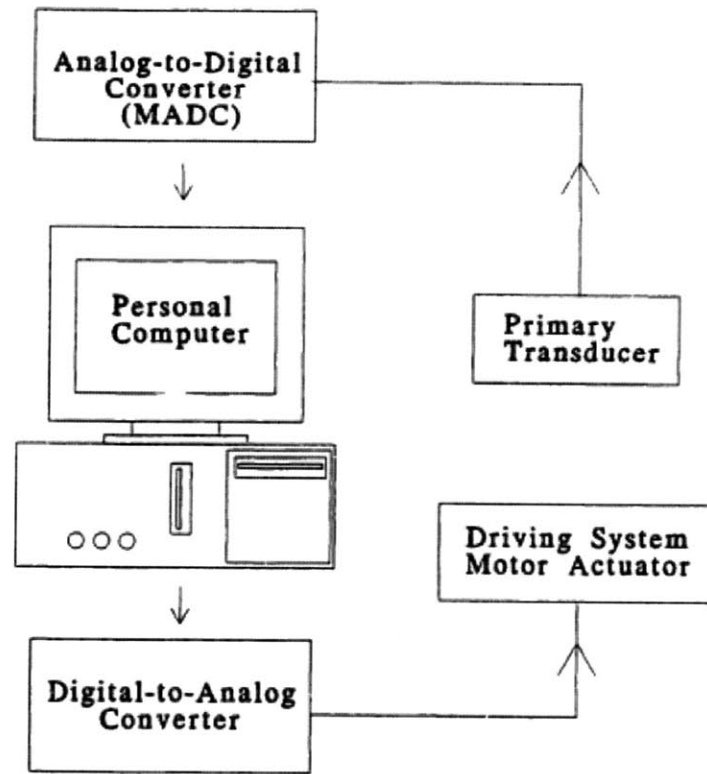 Analog-to-Digital
Converter
(MADC)
Personal
Computer
Primary
Transducer
Driving System
Motor Actuator
Digital-to-Analog
Converter